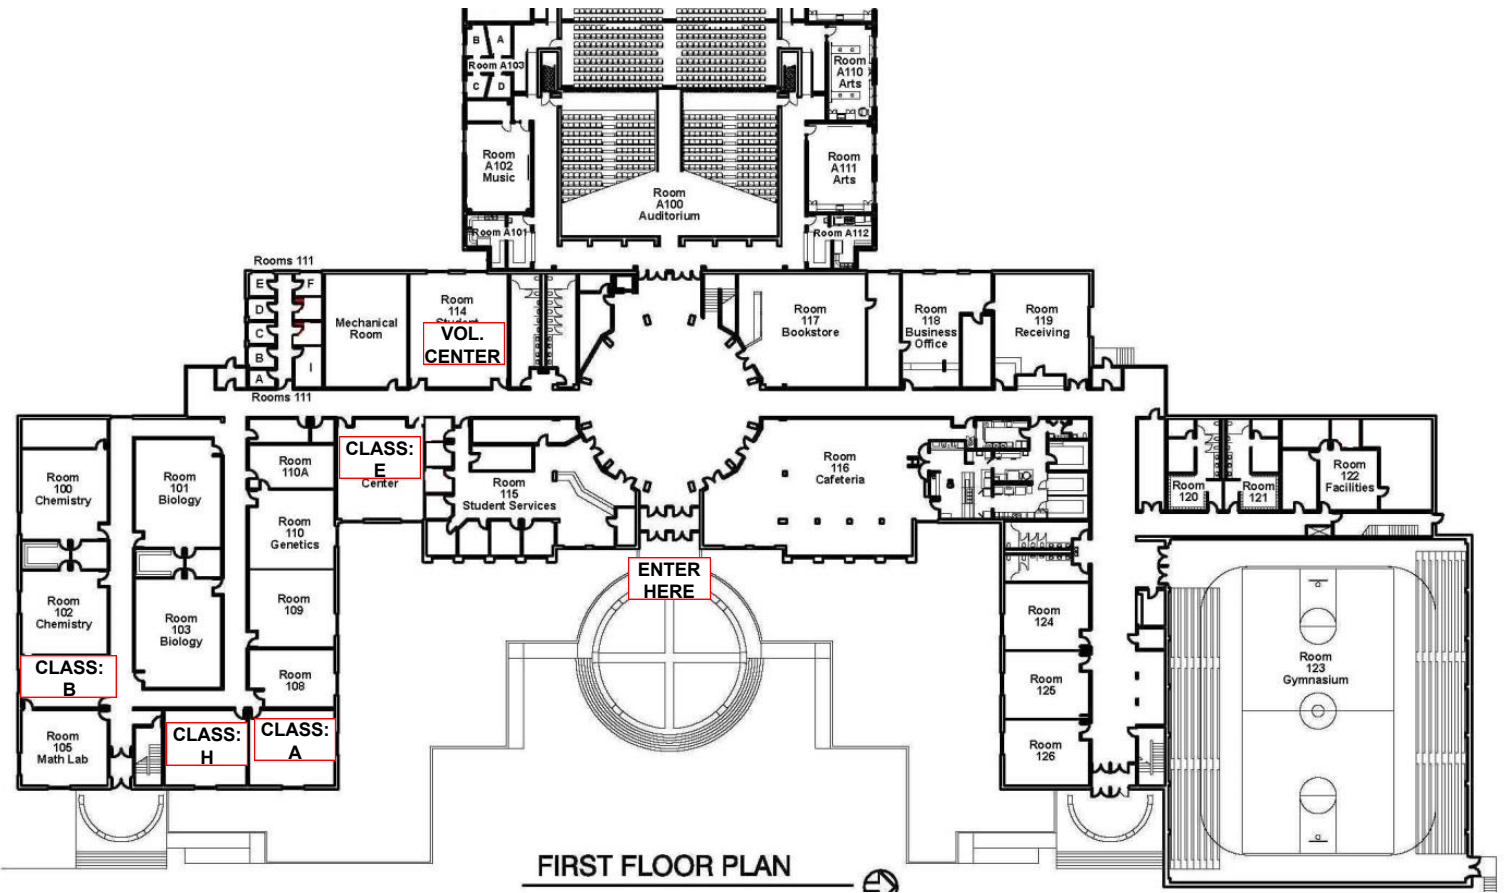 B A
Room A103
C D
Room
A110
Arts
Room
A102
Music
Room
A111
Arts
Room
A100
Auditorium
Room A101
Room A112
Rooms 111
E
F
D
C
B
A
I
Rooms 111
Mechanical
Room
Room
114
VOL.
CENTER
Room
117
Bookstore
Room
118
Business
Office
Room
119
Receiving
Room
100
Chemistry
Room
101
Biology
Room
110A
CLASS:
E
Center
Room
115
Student Services
Room
116
Cafeteria
Room
120
Room
121
Room
122
Facilities
Room
110
Genetics
ENTER
HERE
Room
102
Chemistry
Room
103
Biology
Room
109
Room
124
CLASS:
B
Room
108
Room
125
Room
123
Gymnasium
Room
105
Math Lab
CLASS:
H
CLASS:
A
Room
126
FIRST FLOOR PLAN